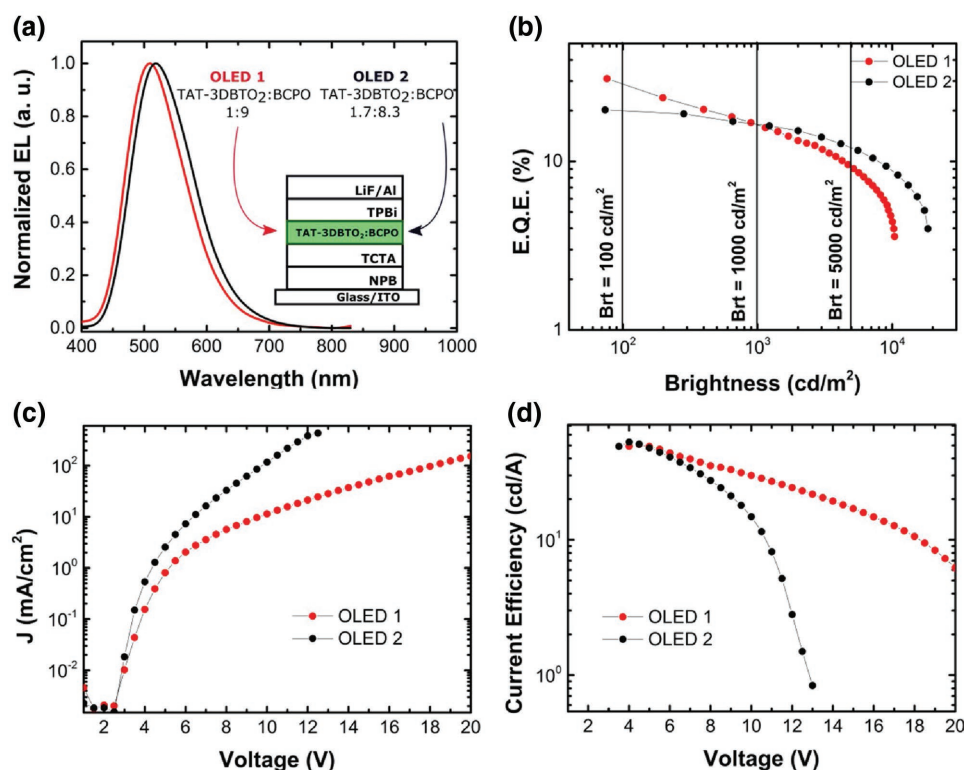 (a)
Normalized EL (a. u.)
1.0
0.8
0.6
0.4
0.2
0.0
OLED 1
TAT-3DBTO₂:BCPO
1:9
OLED 2
TAT-3DBTO₂:BCPO
1.7:8.3
LiF/Al
TPBi
TAT-3DBTO₂:BCPO
TCTA
NPB
Glass/ITO
400 500 600 700 800 900 1000
Wavelength (nm)
(b)
E.Q.E. (%)
10
1
OLED 1
OLED 2
Brt = 100 cd/m²
Brt = 1000 cd/m²
Brt = 5000 cd/m²
10² 10³ 10⁴
Brightness (cd/m²)
(c)
J (mA/cm²)
10²
10¹
10⁰
10⁻¹
10⁻²
OLED 1
OLED 2
2 4 6 8 10 12 14 16 18 20
Voltage (V)
(d)
Current Efficiency (cd/A)
10¹
10⁰
OLED 1
OLED 2
2 4 6 8 10 12 14 16 18 20
Voltage (V)